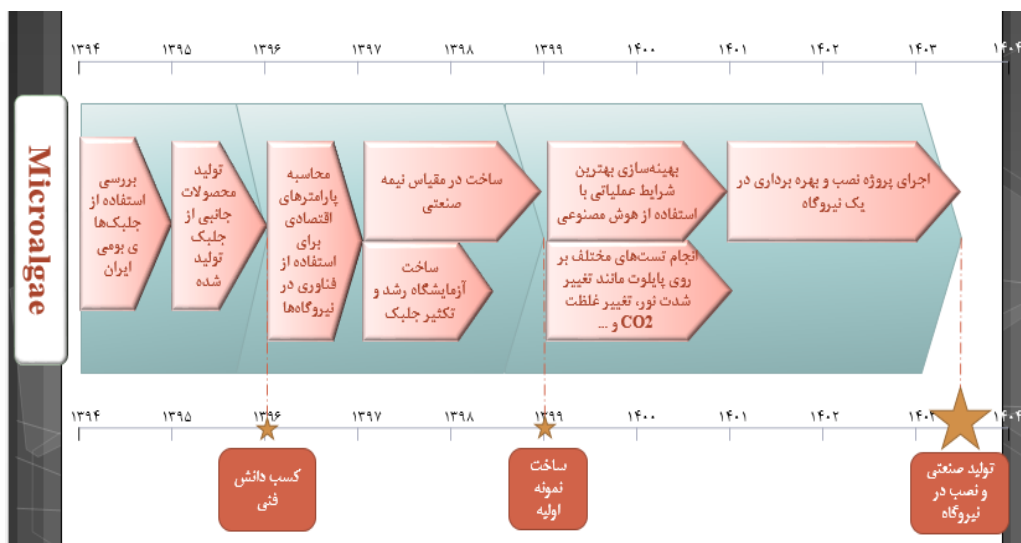 ۱۳۹۴ ۱۳۹۵ ۱۳۹۶ ۱۳۹۷ ۱۳۹۸ ۱۳۹۹ ۱۴۰۰ ۱۴۰۱ ۱۴۰۲ ۱۴۰۳ ۱۴۰۴
Microalgae
بررسی
استفاده از
جلبک‌ها
ی بومی
ایران
تولید
محصولات
جانبی از
جلبک
تولید
شده
محاسبه
پارامترهای
اقتصادی
برای
استفاده از
فناوری در
نیروگاه‌ها
ساخت در مقیاس نیمه
صنعتی
ساخت
آزمایشگاه رشد و
تکثیر جلبک
بهینه‌سازی بهترین
شرایط عملیاتی با
استفاده از هوش مصنوعی
انجام تست‌های مختلف بر
روی پایلوت مانند تغییر
شدت نور، تغییر غلظت
CO2 و ...
اجرای پروژه نصب و بهره برداری در
یک نیروگاه
۱۳۹۴ ۱۳۹۵ ۱۳۹۶ ۱۳۹۷ ۱۳۹۸ ۱۳۹۹ ۱۴۰۰ ۱۴۰۱ ۱۴۰۲ ۱۴۰۳ ۱۴۰۴
کسب دانش
فنی
ساخت
نمونه
اولیه
تولید صنعتی
و نصب در
نیروگاه